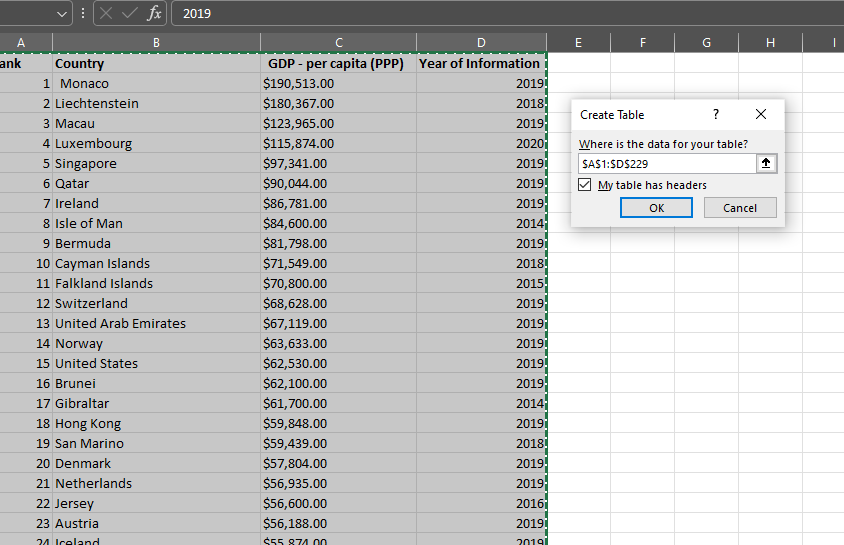 2019
A B C D E F G H I
ank Country GDP - per capita (PPP) Year of Information
1 Monaco $190,513.00 2019
2 Liechtenstein $180,367.00 2018
3 Macau $123,965.00 2019
4 Luxembourg $115,874.00 2020
5 Singapore $97,341.00 2019
6 Qatar $90,044.00 2019
7 Ireland $86,781.00 2019
8 Isle of Man $84,600.00 2014
9 Bermuda $81,798.00 2019
10 Cayman Islands $71,549.00 2018
11 Falkland Islands $70,800.00 2015
12 Switzerland $68,628.00 2019
13 United Arab Emirates $67,119.00 2019
14 Norway $63,633.00 2019
15 United States $62,530.00 2019
16 Brunei $62,100.00 2019
17 Gibraltar $61,700.00 2014
18 Hong Kong $59,848.00 2019
19 San Marino $59,439.00 2018
20 Denmark $57,804.00 2019
21 Netherlands $56,935.00 2019
22 Jersey $56,600.00 2016
23 Austria $56,188.00 2019
24 Iceland $55,874.00 2019
Create Table ?
Where is the data for your table?
$A$1:$D$229
My table has headers
OK Cancel